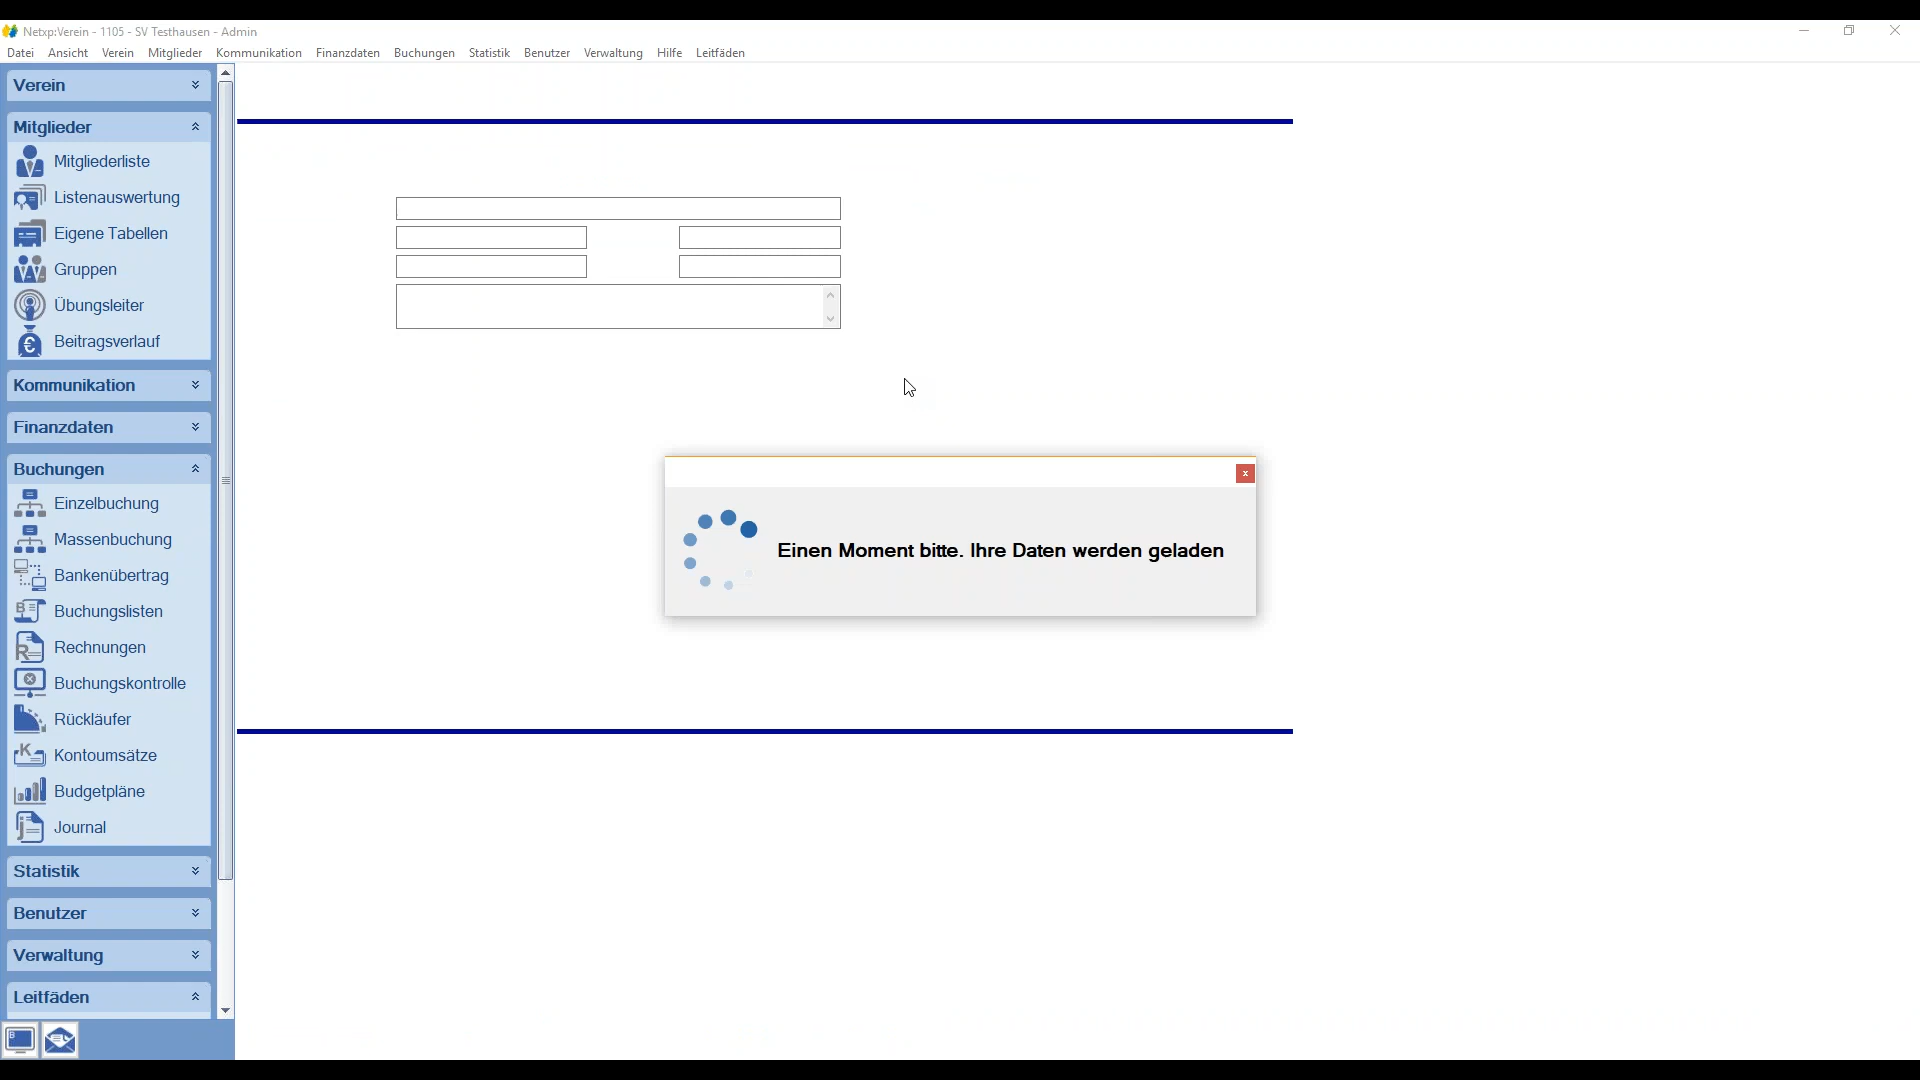 Netxp:Verein - 1105 - SV Testhausen - Admin
Datei Ansicht Verein Mitglieder Kommunikation Finanzdaten Buchungen Statistik Benutzer Verwaltung Hilfe Leitfäden
Verein
Mitglieder
Mitgliederliste
Listenauswertung
Eigene Tabellen
Gruppen
Übungsleiter
Beitragsverlauf
Kommunikation
Finanzdaten
Buchungen
Einzelbuchung
Massenbuchung
Bankenübertrag
Buchungslisten
Rechnungen
Buchungskontrolle
Rückläufer
Kontoumsätze
Budgetpläne
Journal
Statistik
Benutzer
Verwaltung
Leitfäden
Einen Moment bitte. Ihre Daten werden geladen